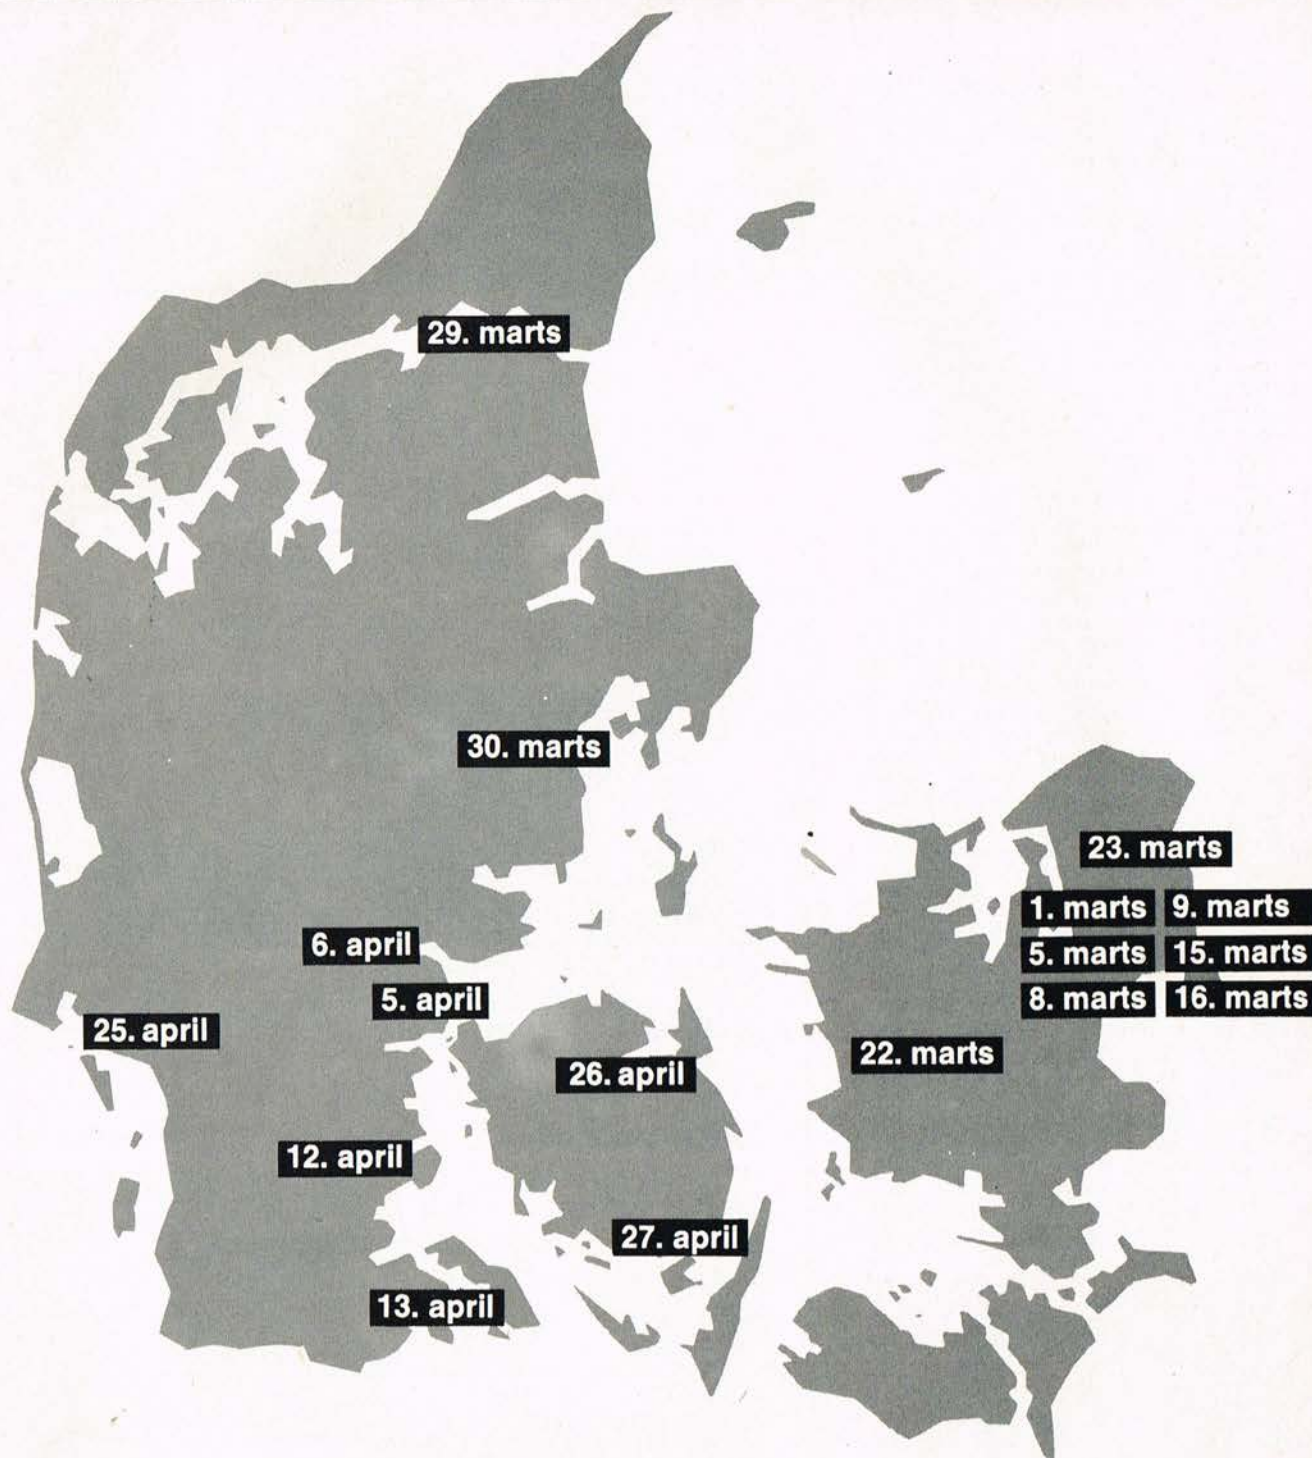 29. marts
30. marts
23. marts
1. marts 9. marts
5. marts 15. marts
8. marts 16. marts
6. april
5. april
25. april
22. marts
26. april
12. april
27. april
13. april